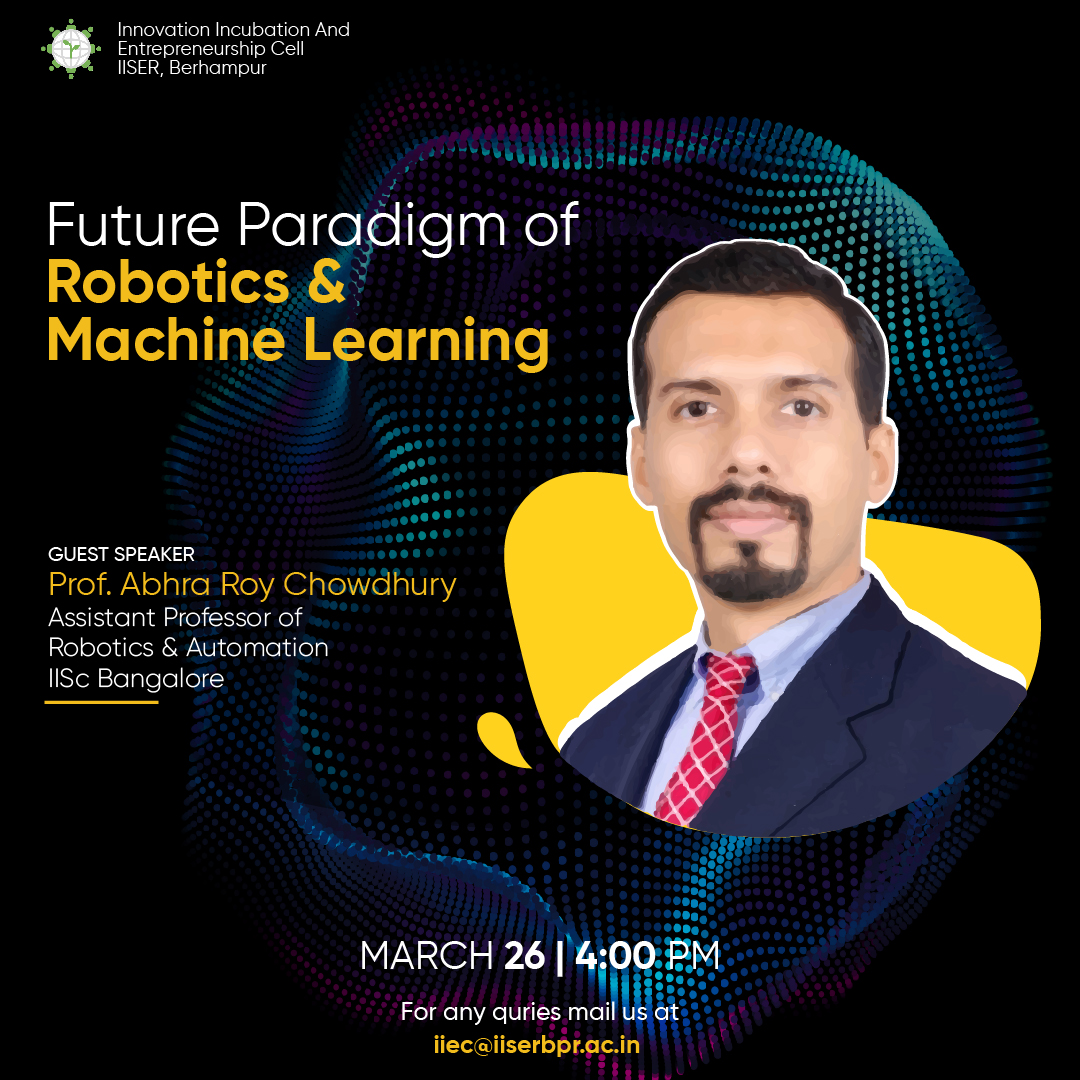 Innovation Incubation And
Entrepreneurship Cell
IISER, Berhampur
Future Paradigm of
Robotics &
Machine Learning
GUEST SPEAKER
Prof. Abhra Roy Chowdhury
Assistant Professor of
Robotics & Automation
IISc Bangalore
MARCH 26 | 4:00 PM
For any quries mail us at
iiec@iiserbpr.ac.in